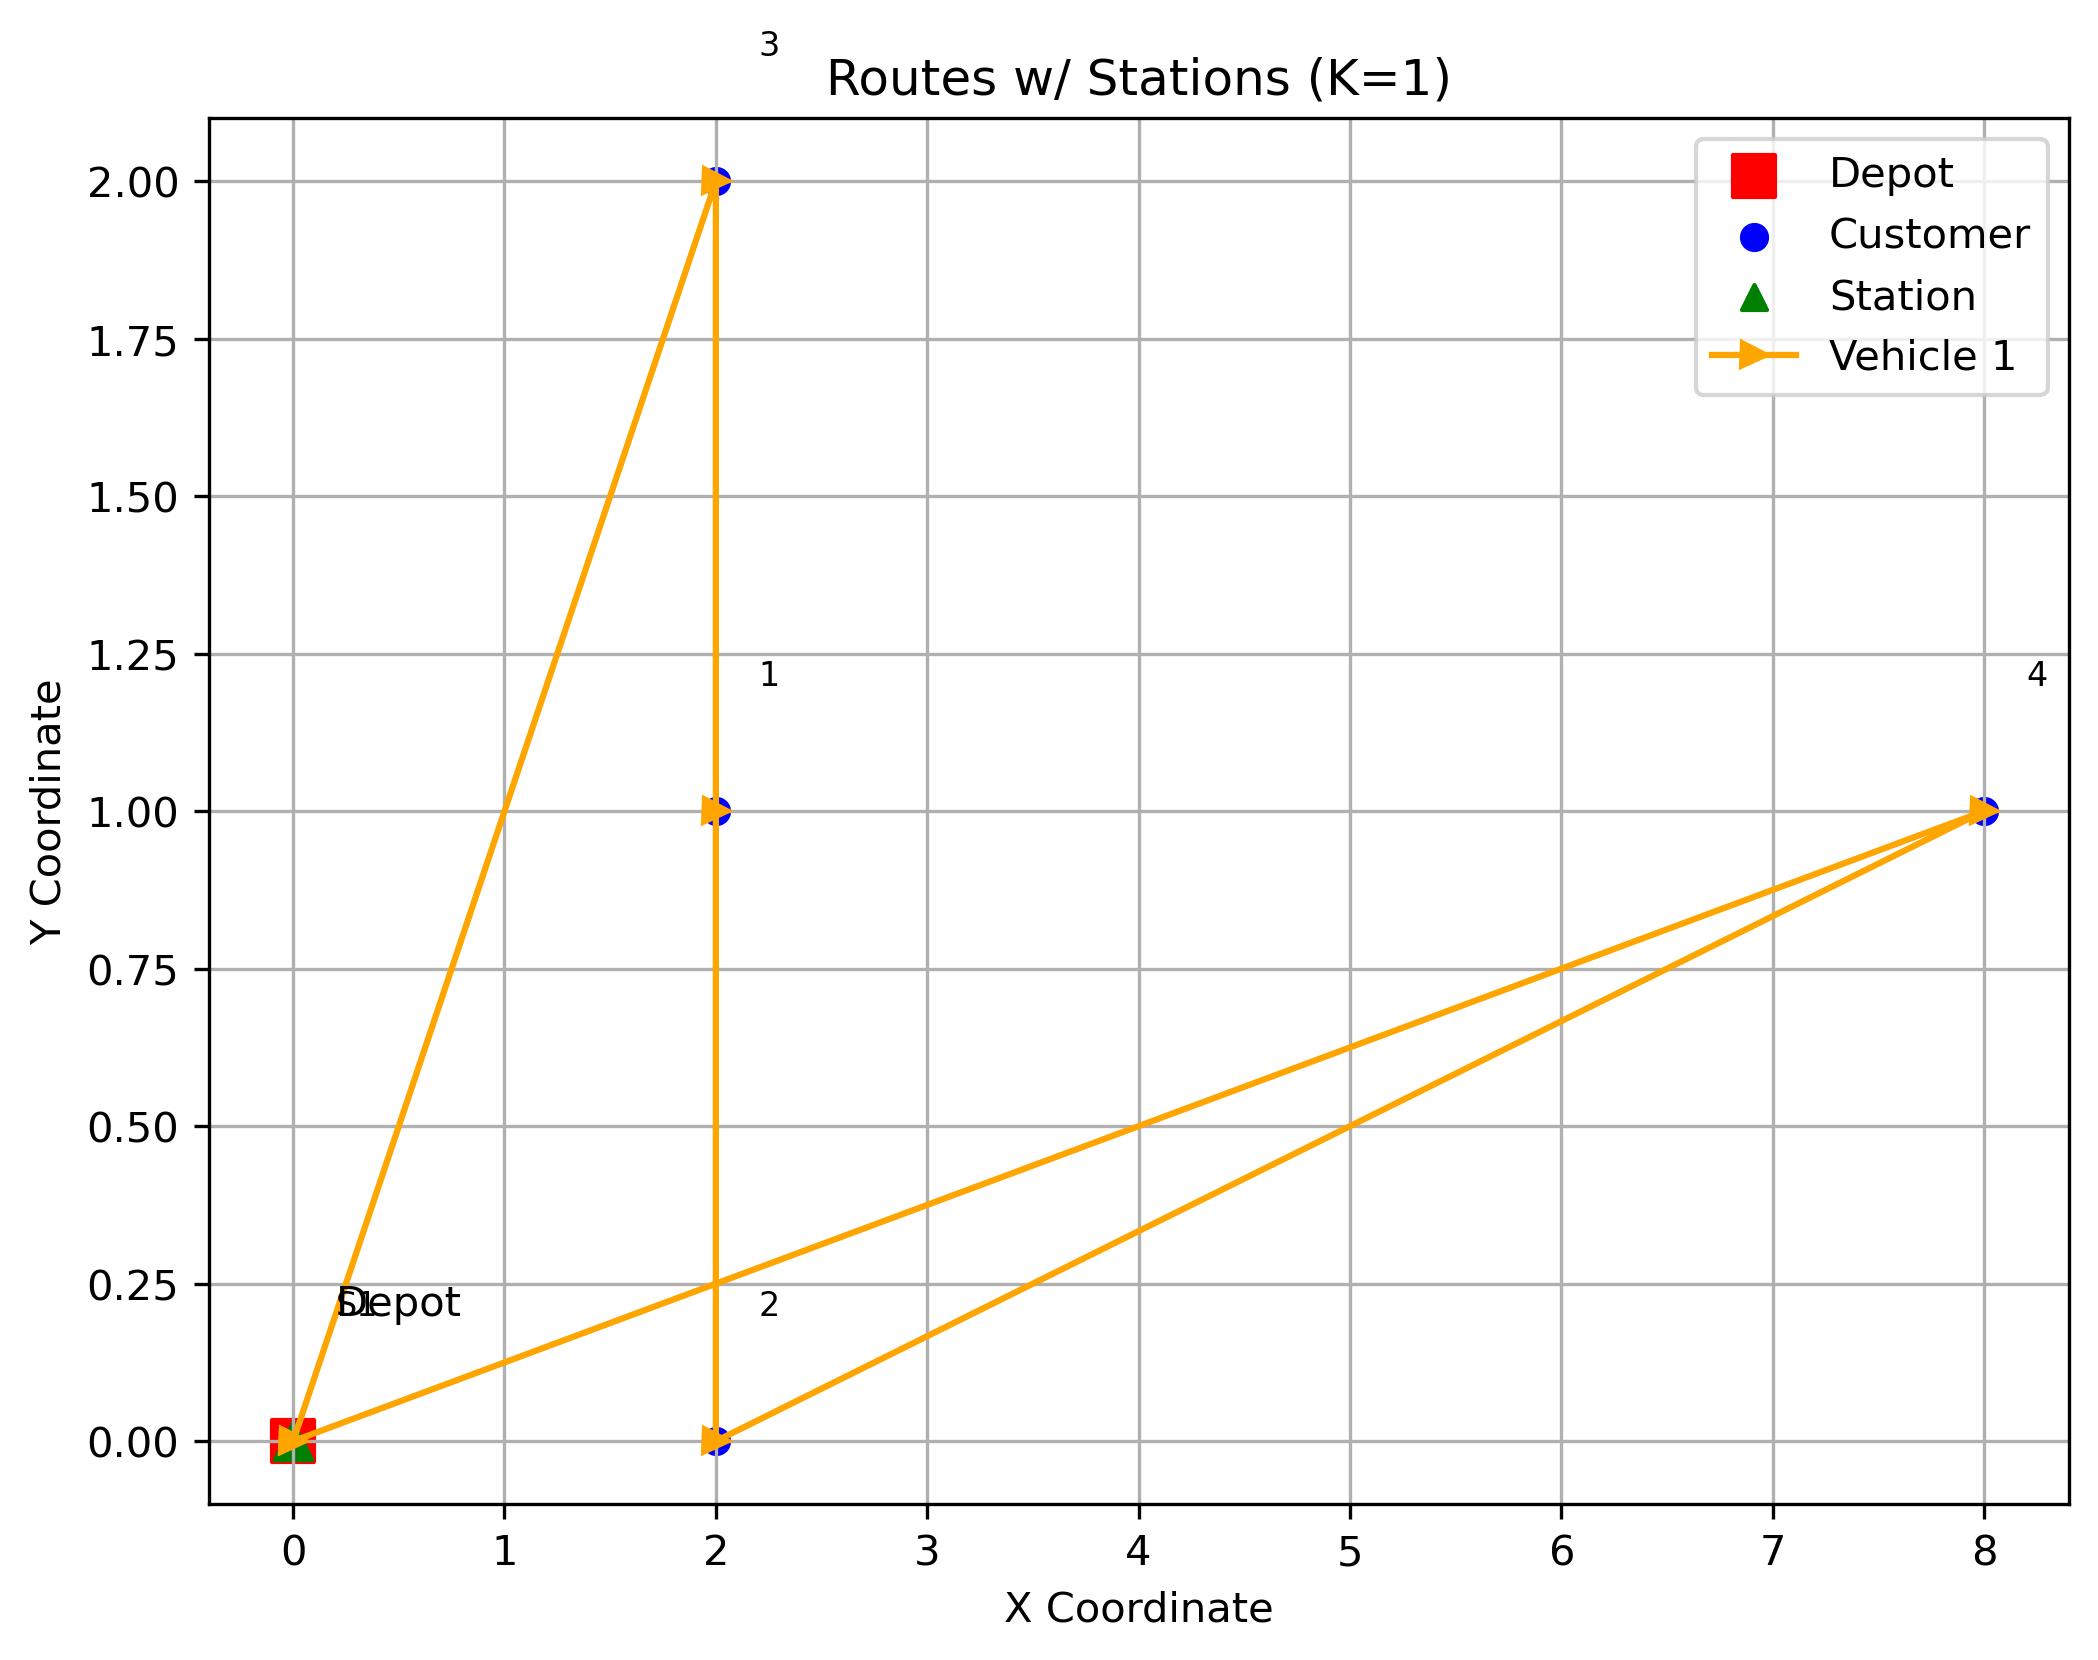 3
Routes w/ Stations (K=1)
Depot
Customer
Station
Vehicle 1
2.00
1.75
1.50
1.25
1.00
0.75
0.50
0.25
0.00
Y Coordinate
1
4
S1
Depot
2
0 1 2 3 4 5 6 7 8
X Coordinate